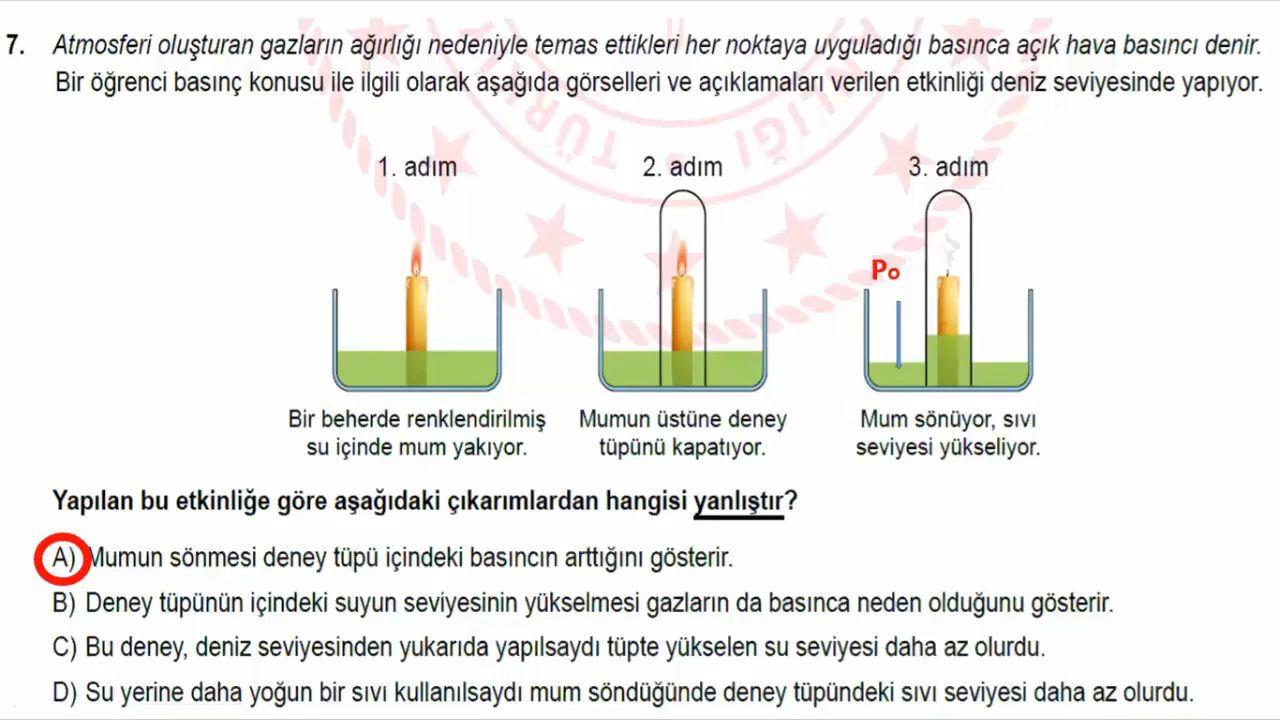 7. Atmosferi oluşturan gazların ağırlığı nedeniyle temas ettikleri her noktaya uyguladığı basınca açık hava basıncı denir.
Bir öğrenci basınç konusu ile ilgili olarak aşağıda görselleri ve açıklamaları verilen etkinliği deniz seviyesinde yapıyor.
TÜRK
LIĞI
1. adım 2. adım 3. adım
Po
Bir beherde renklendirilmiş Mumun üstüne deney Mum sönüyor, sıvı
su içinde mum yakıyor. tüpünü kapatıyor. seviyesi yükseliyor.
Yapılan bu etkinliğe göre aşağıdaki çıkarımlardan hangisi yanlıştır?
A) Mumun sönmesi deney tüpü içindeki basıncın arttığını gösterir.
B) Deney tüpünün içindeki suyun seviyesinin yükselmesi gazların da basınca neden olduğunu gösterir.
C) Bu deney, deniz seviyesinden yukarıda yapılsaydı tüpte yükselen su seviyesi daha az olurdu.
D) Su yerine daha yoğun bir sıvı kullanılsaydı mum söndüğünde deney tüpündeki sıvı seviyesi daha az olurdu.